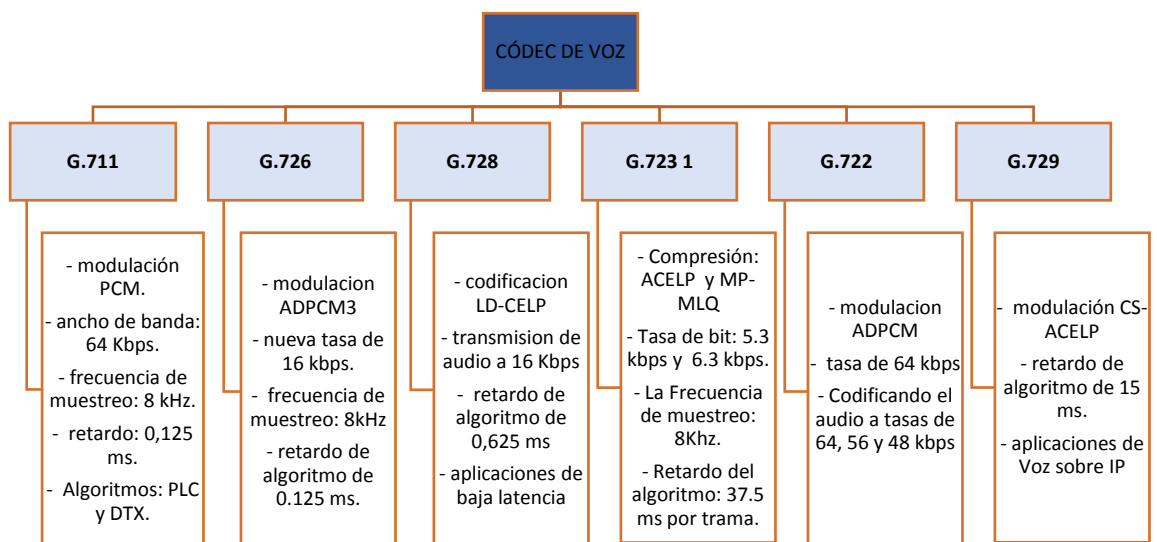 CÓDEC DE VOZ
G.711
- modulación
PCM.
- ancho de banda:
64 Kbps.
- frecuencia de
muestreo: 8 kHz.
- retardo: 0,125
ms.
- Algoritmos: PLC
y DTX.
G.726
- modulacion
ADPCM3
- nueva tasa de
16 kbps.
- frecuencia de
muestreo: 8kHz
- retardo de
algoritmo de
0.125 ms.
G.728
- codificacion
LD-CELP
- transmision de
audio a 16 Kbps
- retardo de
algoritmo de
0,625 ms
- aplicaciones de
baja latencia
G.723 1
- Compresión:
ACELP y MP-
MLQ
- Tasa de bit: 5.3
kbps y 6.3 kbps.
- La Frecuencia
de muestreo:
8Khz.
- Retardo del
algoritmo: 37.5
ms por trama.
G.722
- modulacion
ADPCM
- tasa de 64 kbps
- Codificando el
audio a tasas de
64, 56 y 48 kbps
G.729
- modulación CS-
ACELP
- retardo de
algoritmo de 15
ms.
- aplicaciones de
Voz sobre IP